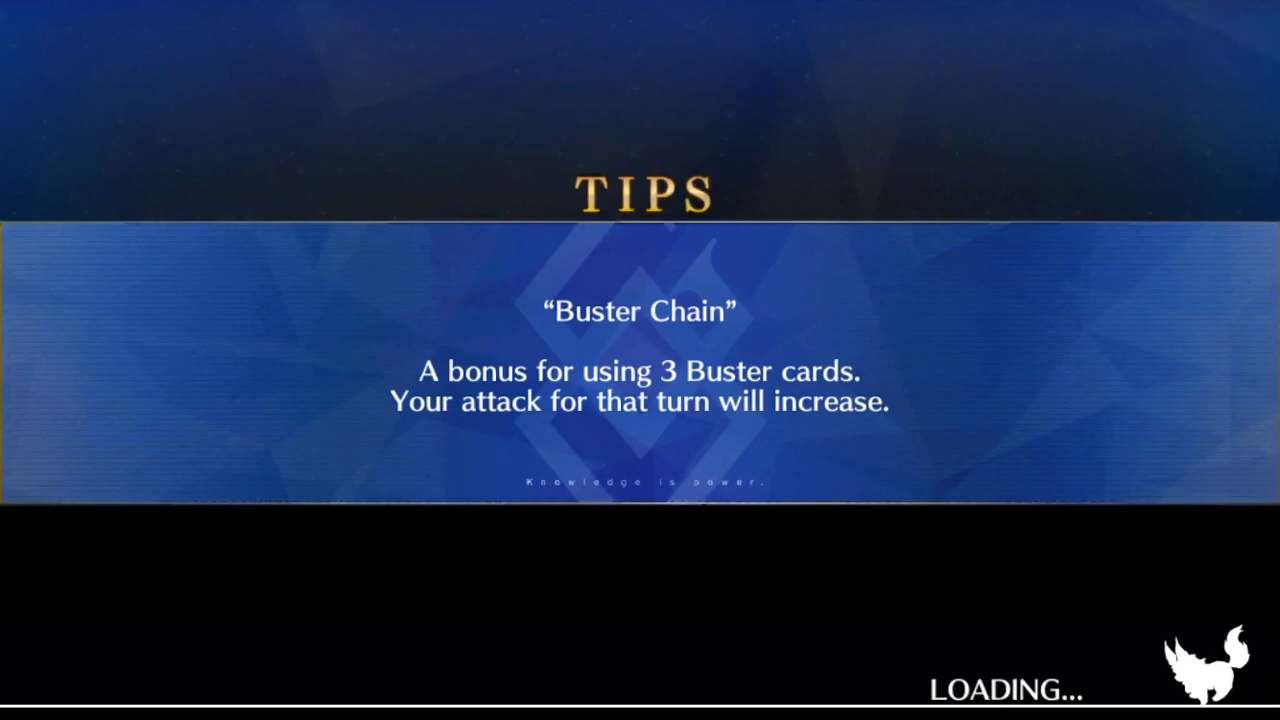 TIPS
“Buster Chain”
A bonus for using 3 Buster cards.
Your attack for that turn will increase.
Knowledge is power.
LOADING...